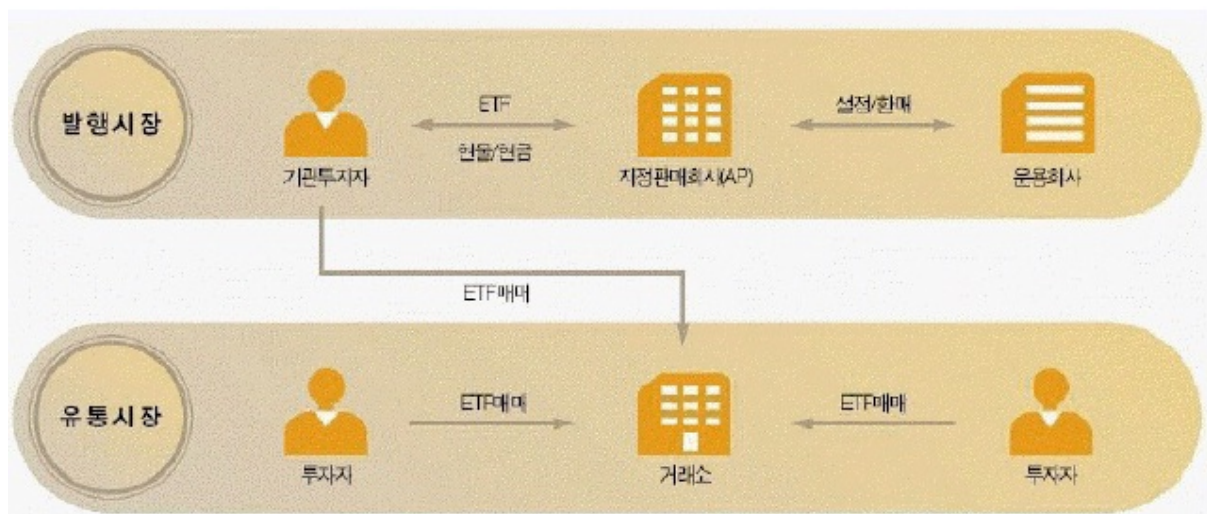 발행시장
ETF
설정/환매
현물/현금
기관투자자
지정판매회사(AP)
운용회사
ETF매매
유통시장
ETF매매
ETF매매
투자자
거래소
투자자